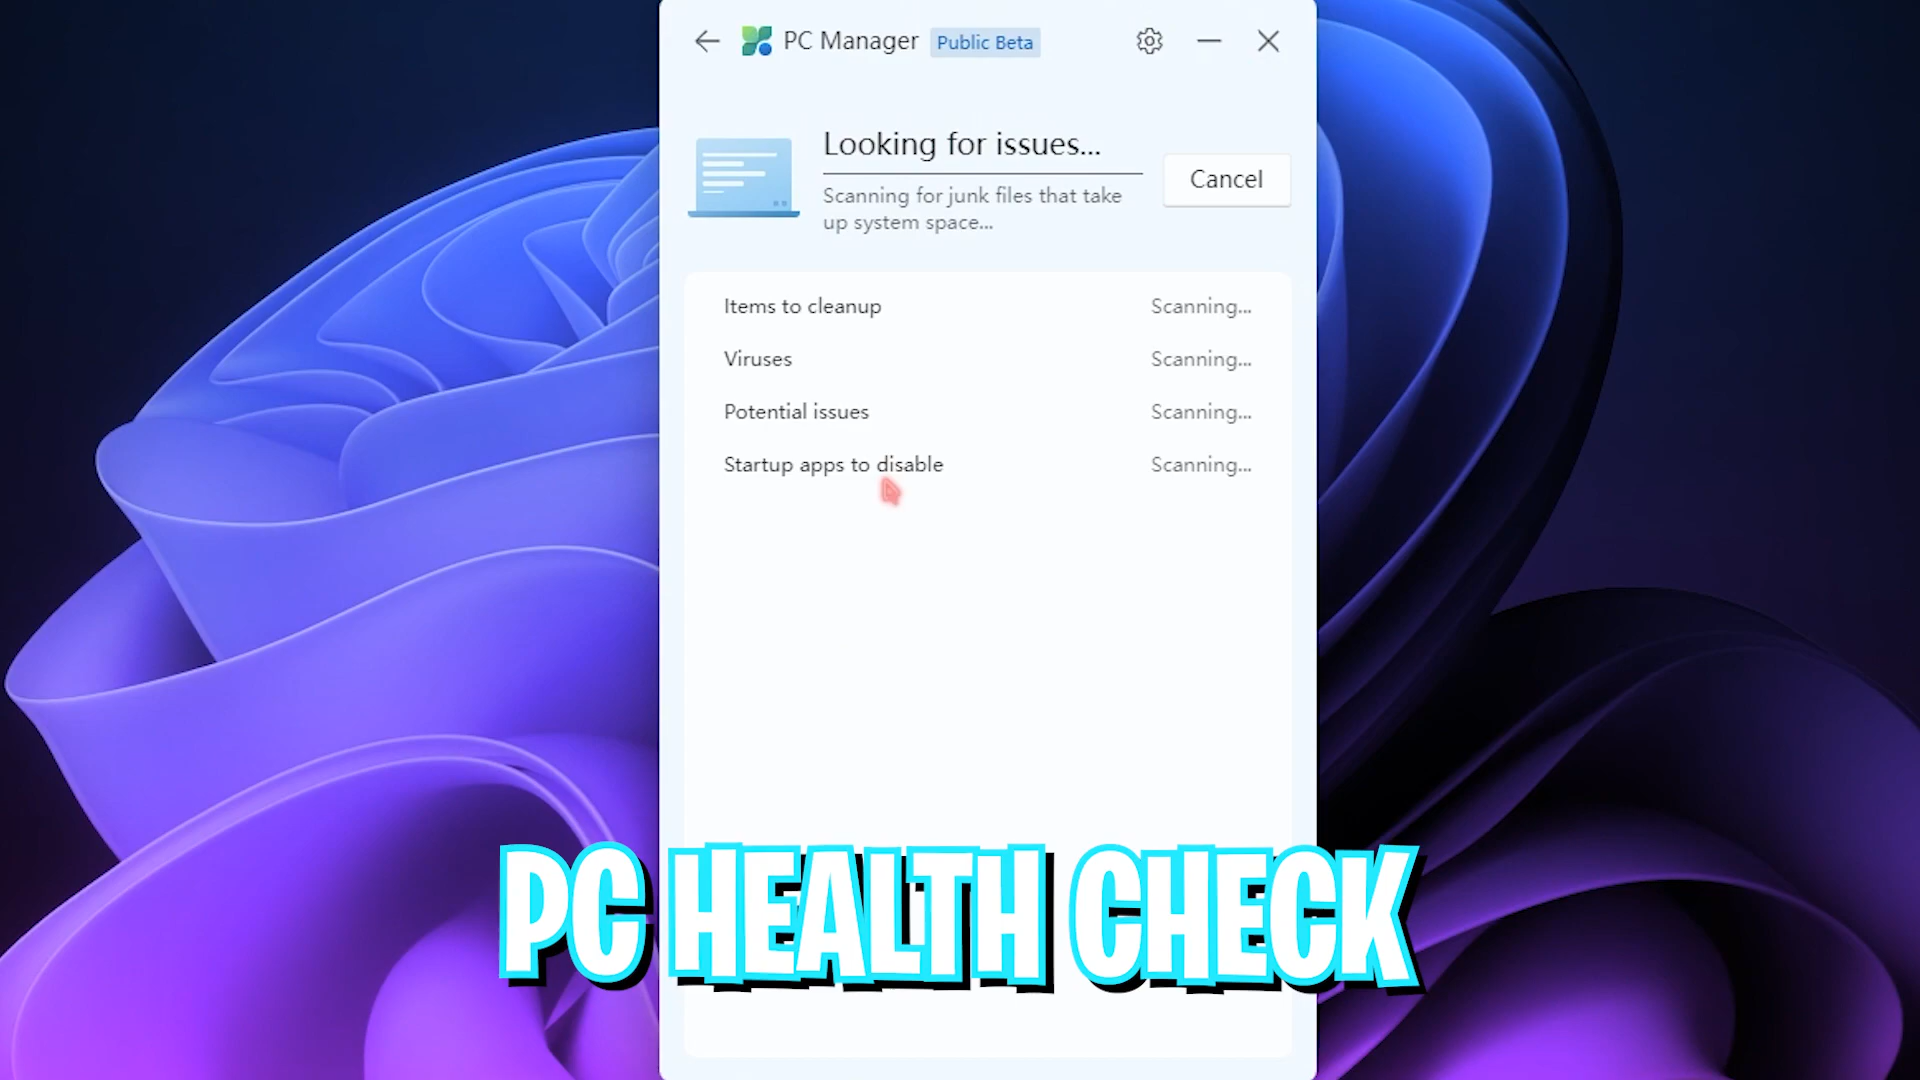 PC Manager Public Beta
Looking for issues...
Cancel
Scanning for junk files that take
up system space...
Items to cleanup Scanning...
Viruses Scanning...
Potential issues Scanning...
Startup apps to disable Scanning...
PC HEALTH CHECK